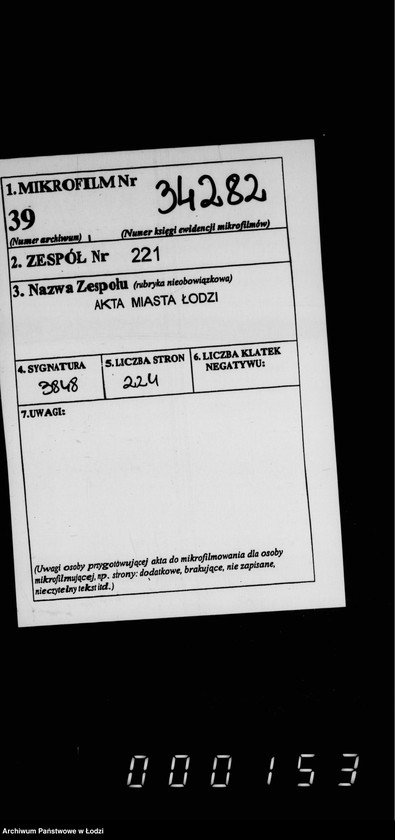 1. MIKROFILM Nr 34282
39
(Numer archiwum) (Numer księgi ewidencji mikrofilmów)
2. ZESPÓŁ Nr 221
3. Nazwa Zespołu (rubryka nieobowiązkowa)
AKTA MIASTA ŁODZI
4. SYGNATURA 5. LICZBA STRON 6. LICZBA KLATEK
NEGATYWU:
3848 224
7. UWAGI:
(Uwagi osoby przygotowującej akta do mikrofilmowania dla osoby
mikrofilmującej, np. strony: dodatkowe, brakujące, nie zapisane,
nieczytelny tekst itd.)
000153
Archiwum Państwowe w Łodzi